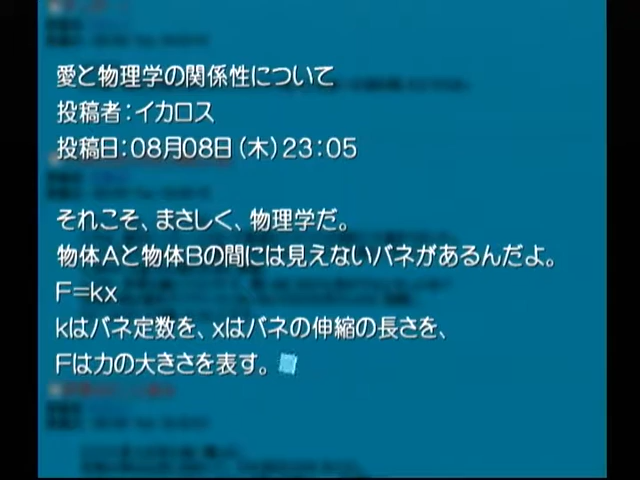 愛と物理学の関係性について
投稿者：イカロス
投稿日：08月08日（木）23：05
それこそ、まさしく、物理学だ。
物体Aと物体Bの間には見えないバネがあるんだよ。
F=kx
kはバネ定数を、xはバネの伸縮の長さを、
Fは力の大きさを表す。